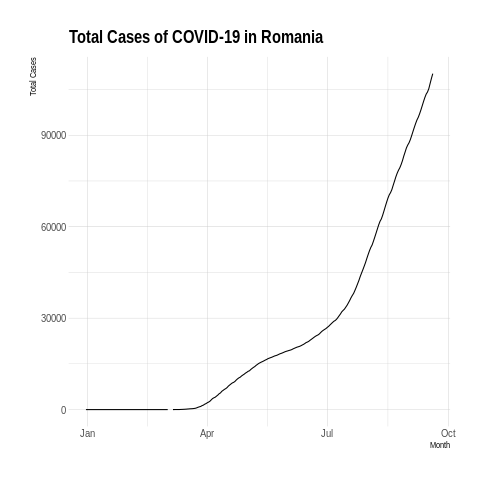 Total Cases of COVID-19 in Romania
Total Cases
90000
60000
30000
0
Jan Apr Jul Oct
Month